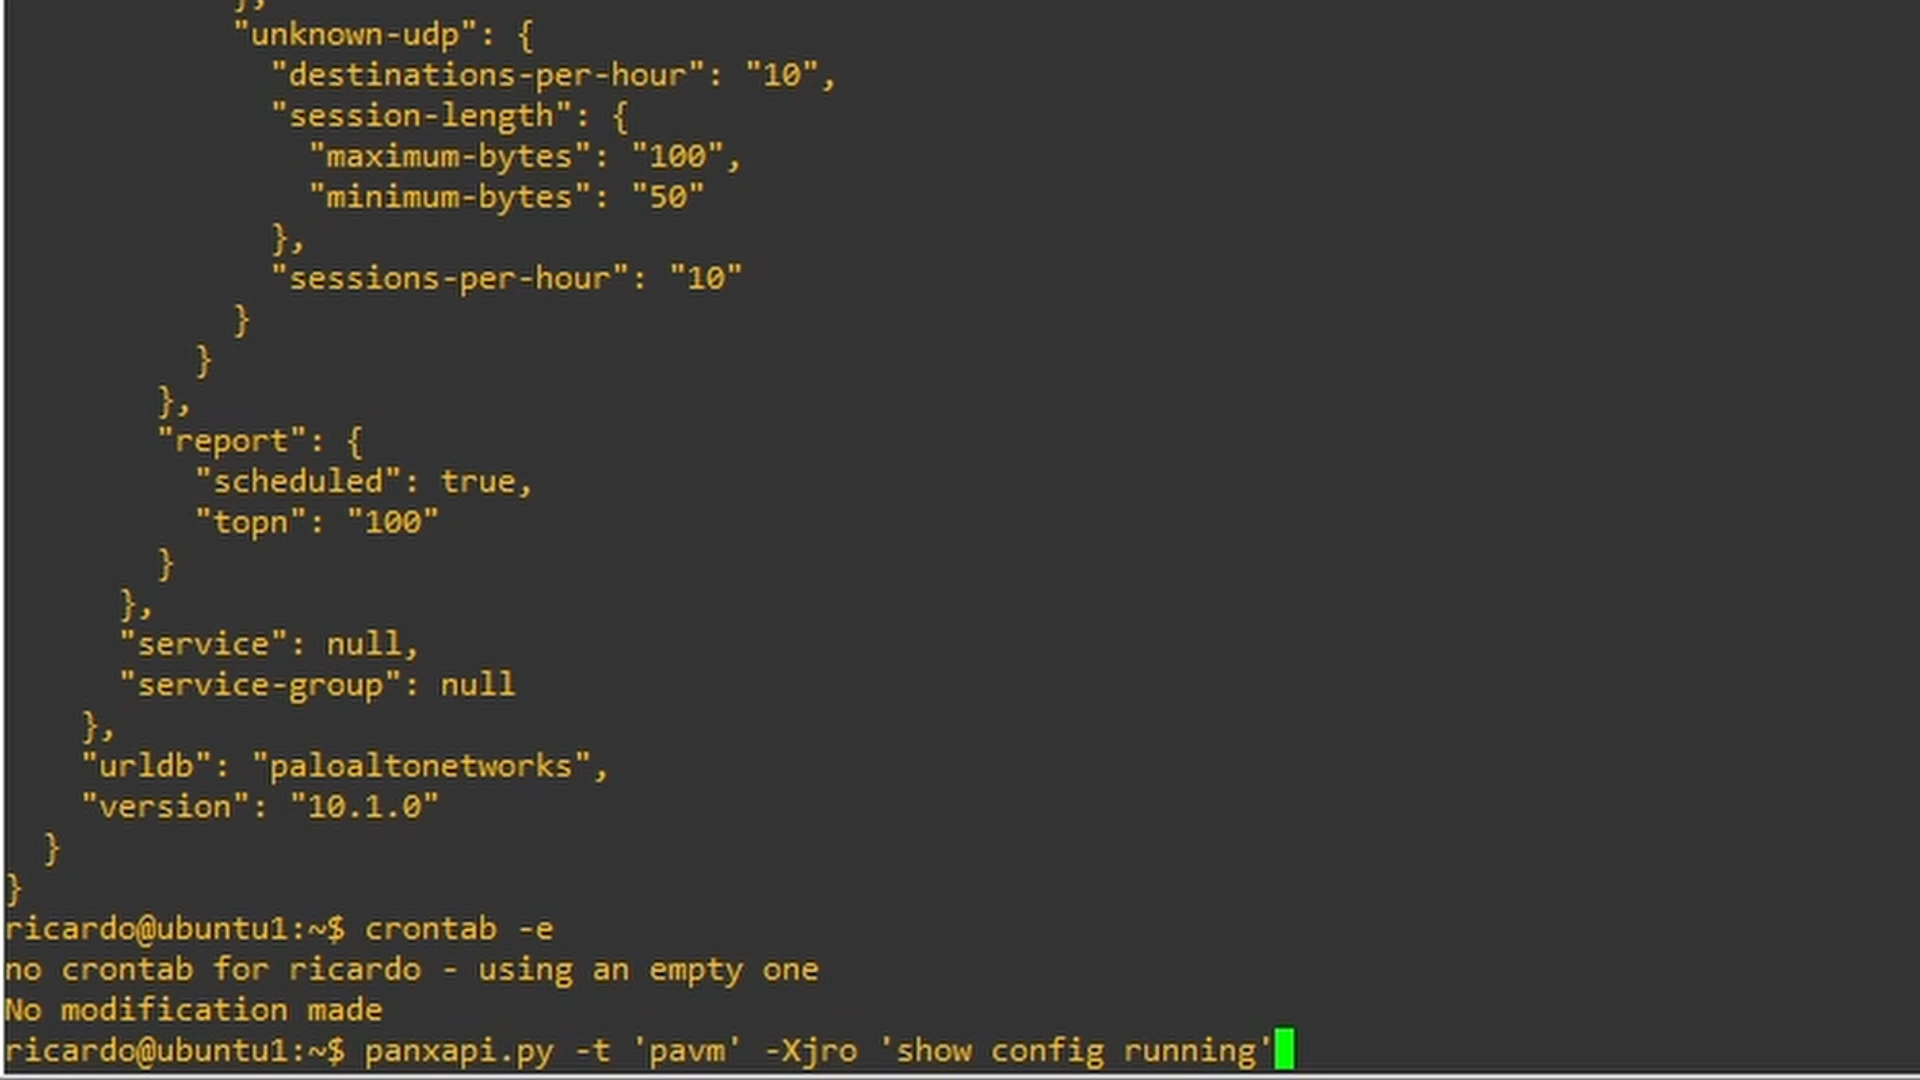 },
"unknown-udp": {
"destinations-per-hour": "10",
"session-length": {
"maximum-bytes": "100",
"minimum-bytes": "50"
},
"sessions-per-hour": "10"
}
}
},
"report": {
"scheduled": true,
"topn": "100"
}
},
"service": null,
"service-group": null
},
"urldb": "paloaltonetworks",
"version": "10.1.0"
}
}
ricardo@ubuntu1:~$ crontab -e
no crontab for ricardo - using an empty one
No modification made
ricardo@ubuntu1:~$ panxapi.py -t 'pavm' -Xjro 'show config running'